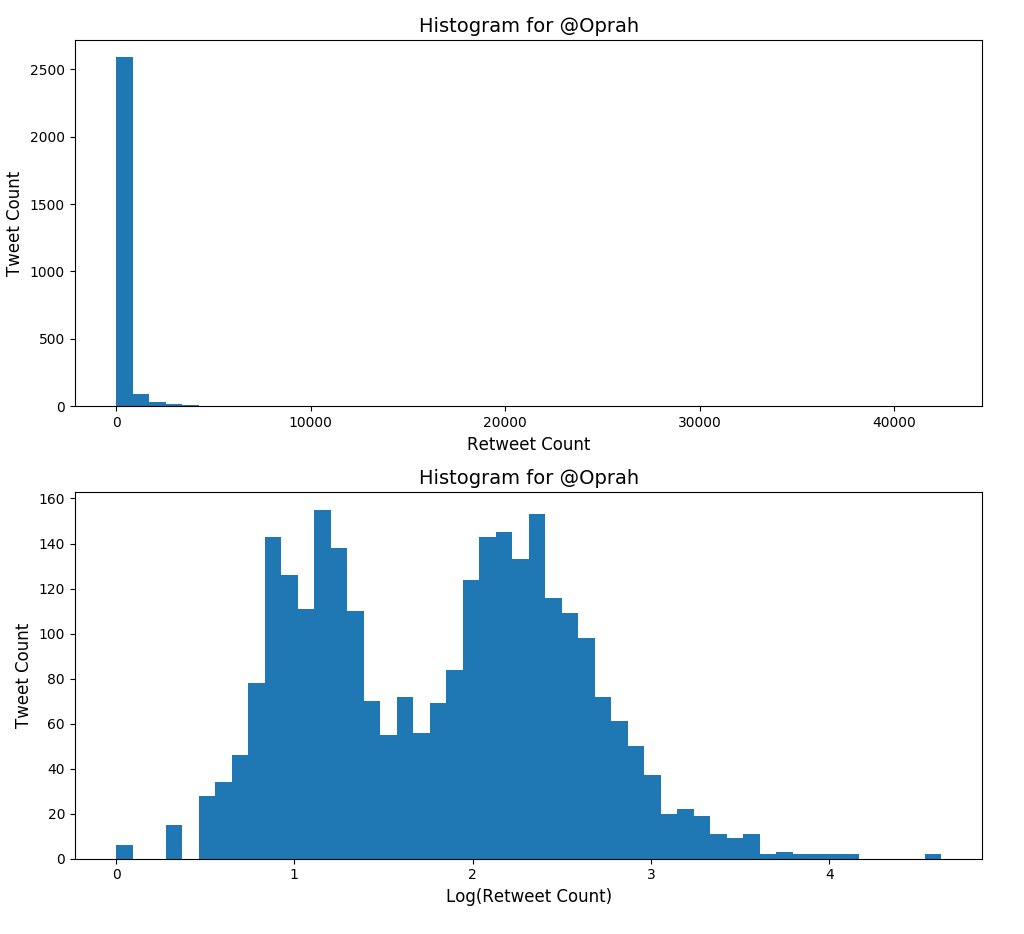 Histogram for @Oprah
Tweet Count
2500
2000
1500
1000
500
0
0 10000 20000 30000 40000
Retweet Count
Histogram for @Oprah
Tweet Count
160
140
120
100
80
60
40
20
0
0 1 2 3 4
Log(Retweet Count)